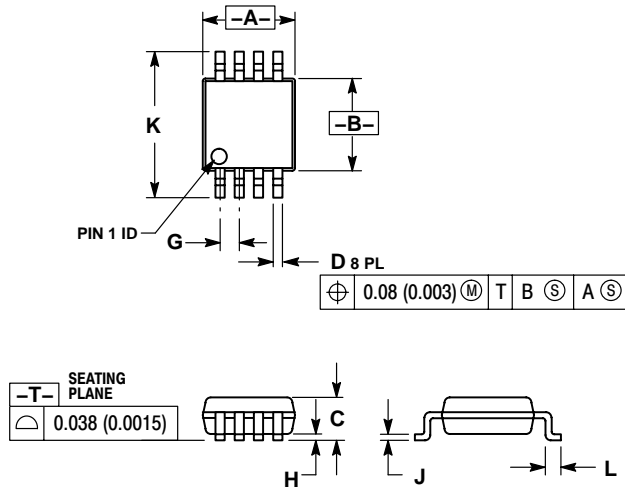 –A–
K
–B–
PIN 1 ID
G
D 8 PL
⌖ 0.08 (0.003) Ⓜ T B Ⓢ A Ⓢ
–T– SEATING
PLANE
⌓ 0.038 (0.0015)
C
H
J
L